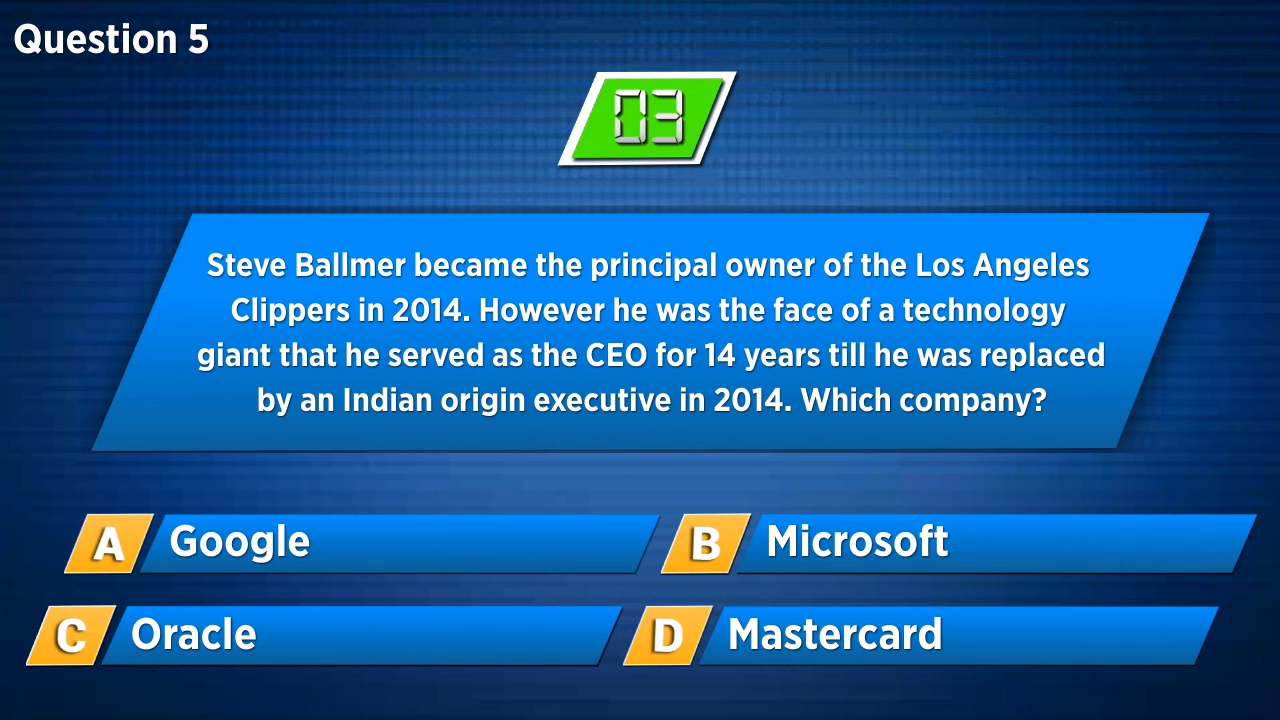 Question 5
03
Steve Ballmer became the principal owner of the Los Angeles
Clippers in 2014. However he was the face of a technology
giant that he served as the CEO for 14 years till he was replaced
by an Indian origin executive in 2014. Which company?
A Google
B Microsoft
C Oracle
D Mastercard